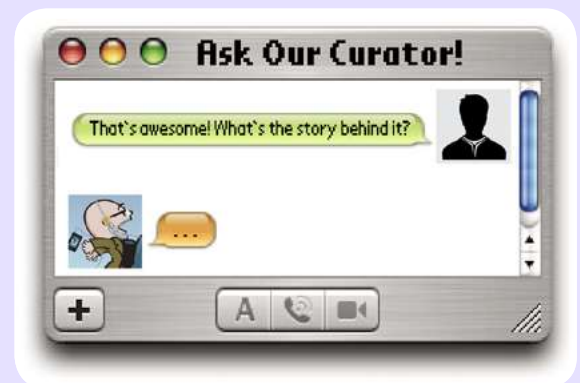 Ask Our Curator!
That`s awesome! What`s the story behind it?
...
A